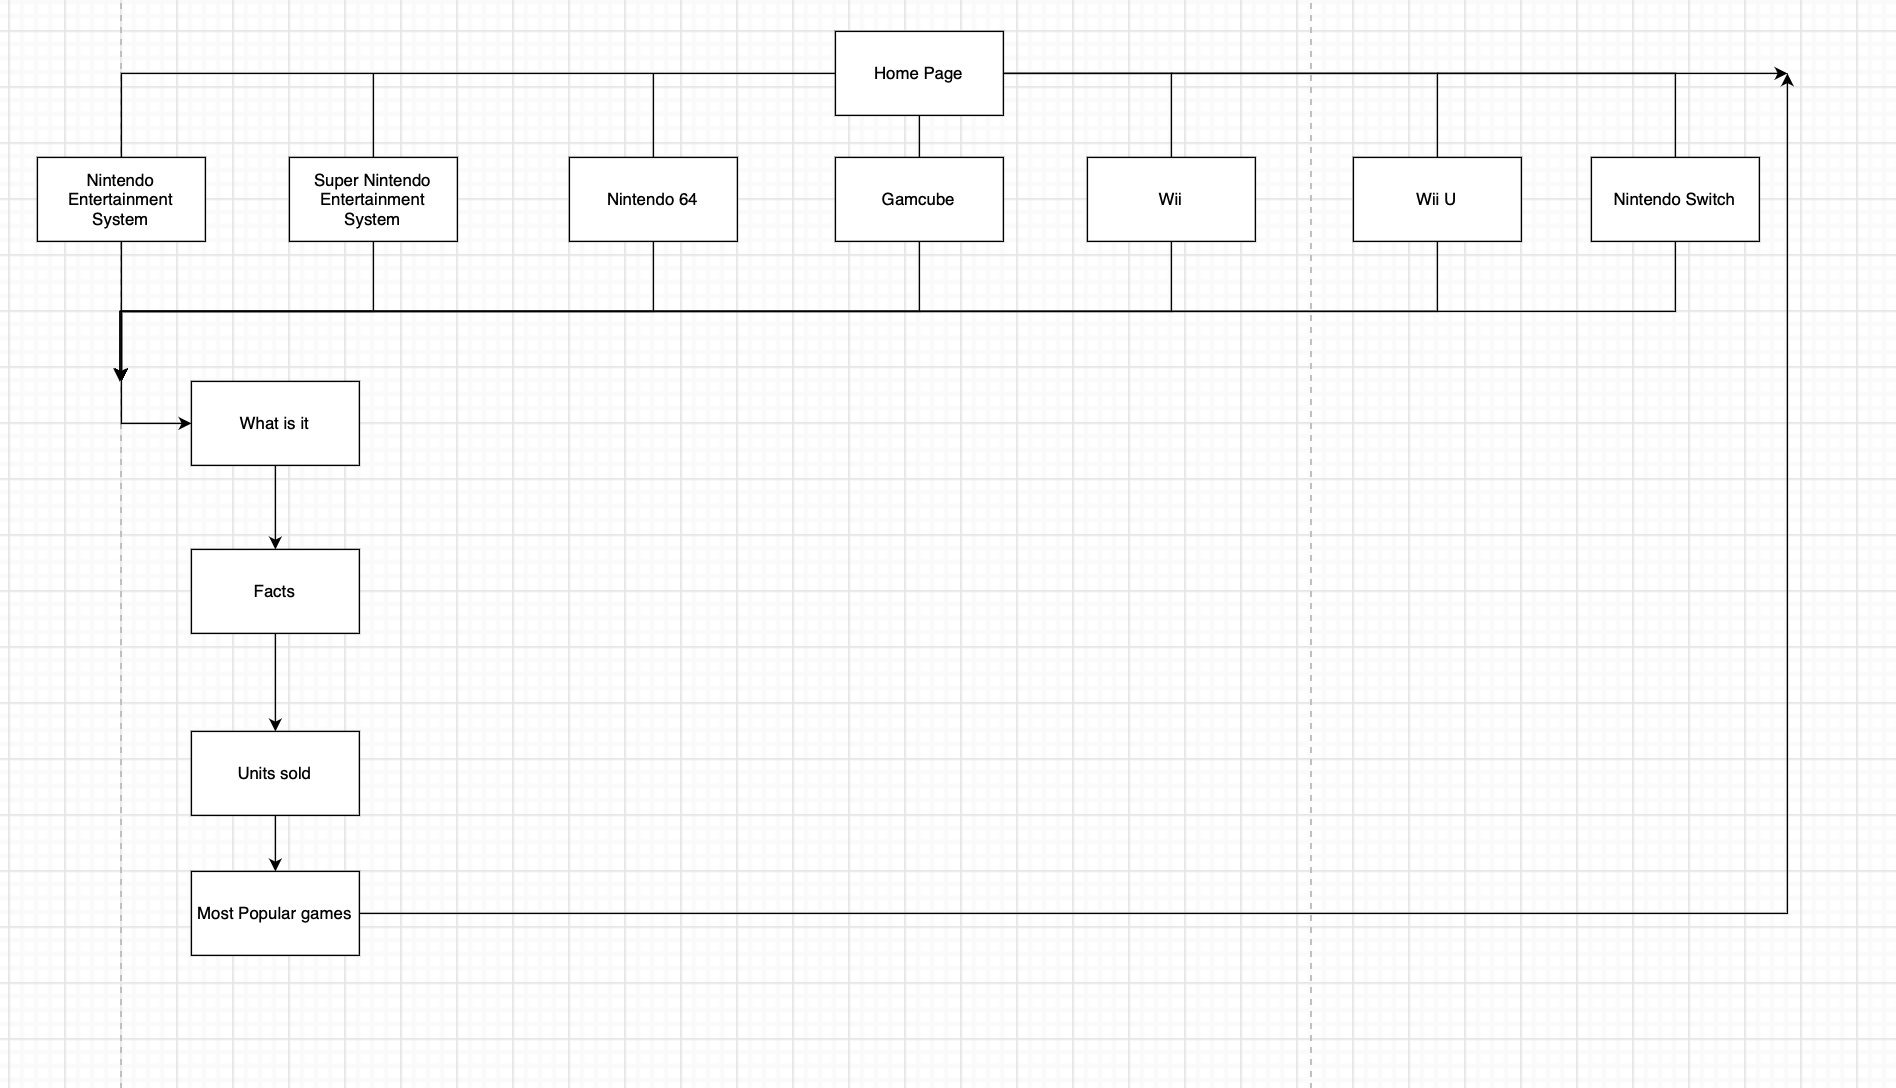 Home Page
Nintendo
Entertainment
System
Super Nintendo
Entertainment
System
Nintendo 64
Gamcube
Wii
Wii U
Nintendo Switch
What is it
Facts
Units sold
Most Popular games